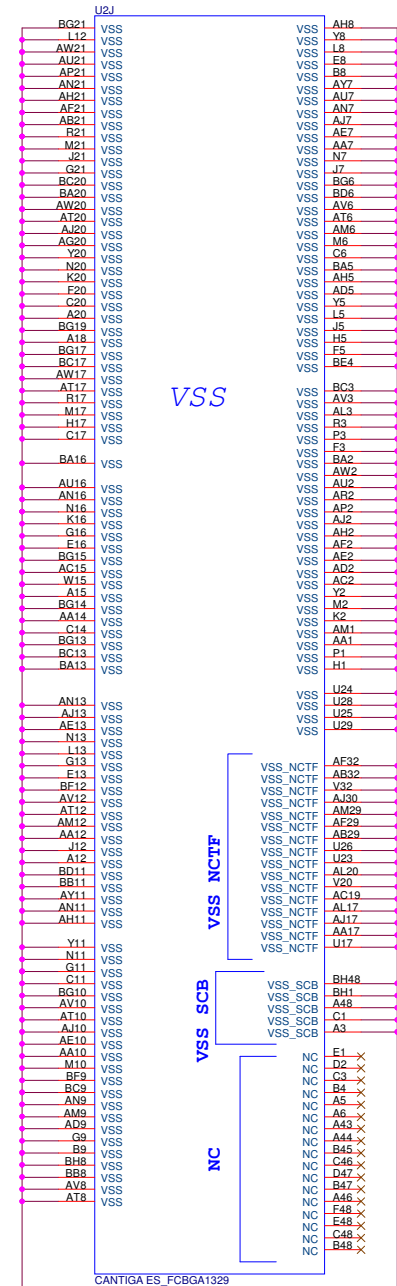 U2J
BG21 VSS VSS AH8
L12 VSS VSS Y8
AW21 VSS VSS L8
AU21 VSS VSS E8
AP21 VSS VSS B8
AN21 VSS VSS AY7
AH21 VSS VSS AU7
AF21 VSS VSS AN7
AB21 VSS VSS AJ7
R21 VSS VSS AE7
M21 VSS VSS AA7
J21 VSS VSS N7
G21 VSS VSS J7
BC20 VSS VSS BG6
BA20 VSS VSS BD6
AW20 VSS VSS AV6
AT20 VSS VSS AT6
AJ20 VSS VSS AM6
AG20 VSS VSS M6
Y20 VSS VSS C6
N20 VSS VSS BA5
K20 VSS VSS AH5
F20 VSS VSS AD5
C20 VSS VSS Y5
A20 VSS VSS L5
BG19 VSS VSS J5
A18 VSS VSS H5
BG17 VSS VSS F5
BC17 VSS VSS BE4
AW17 VSS
AT17 VSS VSS BC3
VSS
R17 VSS VSS AV3
M17 VSS VSS AL3
H17 VSS VSS R3
C17 VSS VSS P3
VSS F3
BA16 VSS VSS BA2
VSS AW2
AU16 VSS VSS AU2
AN16 VSS VSS AR2
N16 VSS VSS AP2
K16 VSS VSS AJ2
G16 VSS VSS AH2
E16 VSS VSS AF2
BG15 VSS VSS AE2
AC15 VSS VSS AD2
W15 VSS VSS AC2
A15 VSS VSS Y2
BG14 VSS VSS M2
AA14 VSS VSS K2
C14 VSS VSS AM1
BG13 VSS VSS AA1
BC13 VSS VSS P1
BA13 VSS VSS H1
VSS U24
AN13 VSS VSS U28
AJ13 VSS VSS U25
AE13 VSS VSS U29
N13 VSS
L13 VSS
G13 VSS VSS_NCTF AF32
E13 VSS VSS_NCTF AB32
BF12 VSS VSS_NCTF V32
AV12 VSS VSS_NCTF AJ30
AT12 VSS VSS_NCTF AM29
AM12 VSS VSS_NCTF AF29
AA12 VSS VSS_NCTF AB29
J12 VSS VSS_NCTF U26
A12 VSS VSS_NCTF U23
BD11 VSS VSS_NCTF AL20
BB11 VSS VSS_NCTF V20
AY11 VSS VSS_NCTF AC19
AN11 VSS VSS_NCTF AL17
AH11 VSS VSS_NCTF AJ17
VSS_NCTF AA17
Y11 VSS VSS_NCTF U17
VSS NCTF
N11 VSS
G11 VSS
C11 VSS VSS_SCB BH48
BG10 VSS VSS_SCB BH1
AV10 VSS VSS_SCB A48
AT10 VSS VSS_SCB C1
AJ10 VSS VSS_SCB A3
VSS SCB
AE10 VSS
AA10 VSS NC E1
M10 VSS NC D2
BF9 VSS NC C3
BC9 VSS NC B4
AN9 VSS NC A5
AM9 VSS NC A6
AD9 VSS NC A43
G9 VSS NC A44
B9 VSS NC B45
BH8 VSS NC C46
BB8 VSS NC D47
AV8 VSS NC B47
AT8 VSS NC A46
NC F48
NC E48
NC C48
NC B48
NC
CANTIGA ES_FCBGA1329